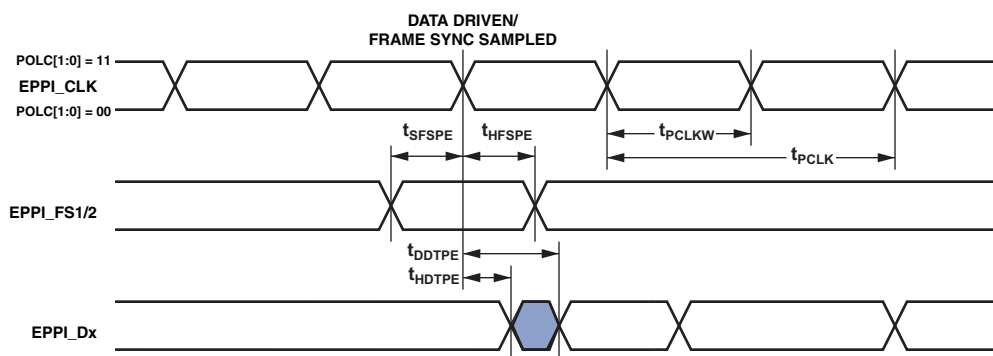 DATA DRIVEN/
FRAME SYNC SAMPLED
POLC[1:0] = 11
EPPI_CLK
POLC[1:0] = 00
tSFSPE
tHFSPE
tPCLKW
tPCLK
EPPI_FS1/2
tDDTPE
tHDTPE
EPPI_Dx